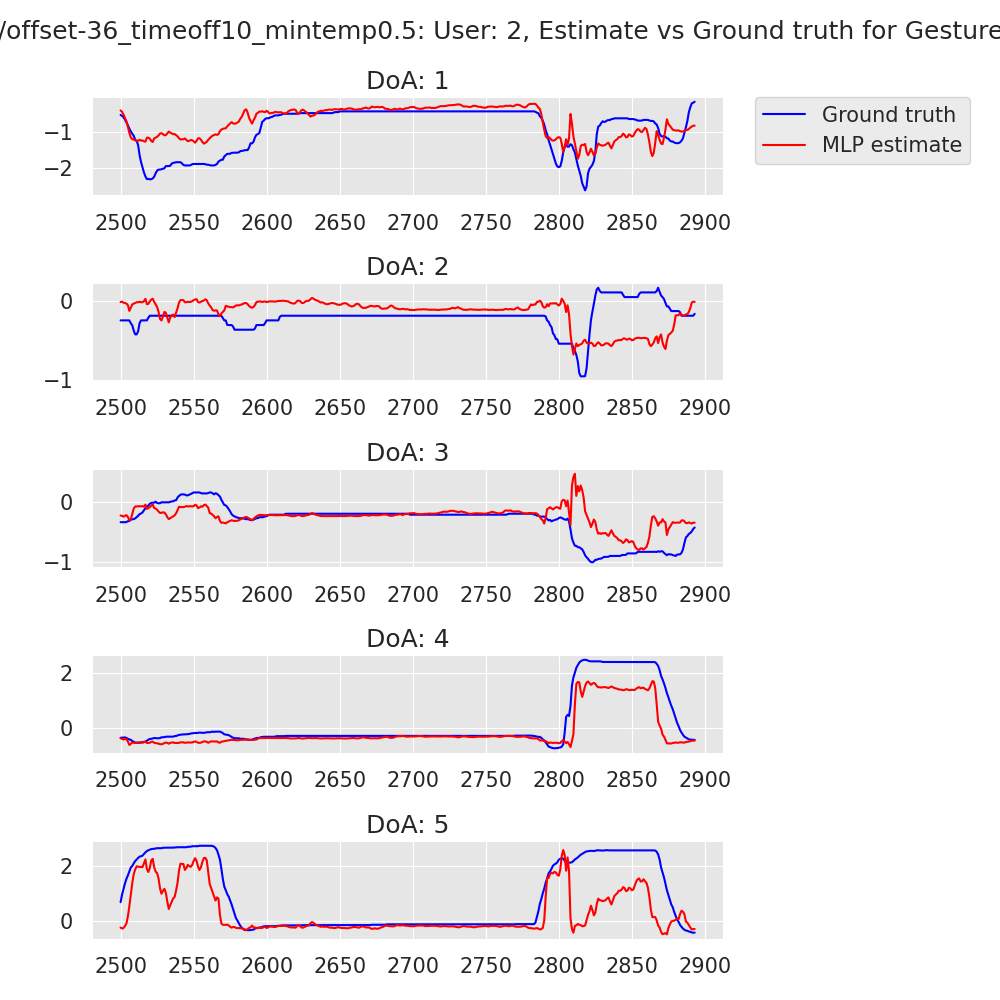 /offset-36_timeoff10_mintemp0.5: User: 2, Estimate vs Ground truth for Gesture
DoA: 1
Ground truth
MLP estimate
−1
−2
2500 2550 2600 2650 2700 2750 2800 2850 2900
DoA: 2
0
−1
2500 2550 2600 2650 2700 2750 2800 2850 2900
DoA: 3
0
−1
2500 2550 2600 2650 2700 2750 2800 2850 2900
DoA: 4
2
0
2500 2550 2600 2650 2700 2750 2800 2850 2900
DoA: 5
2
0
2500 2550 2600 2650 2700 2750 2800 2850 2900